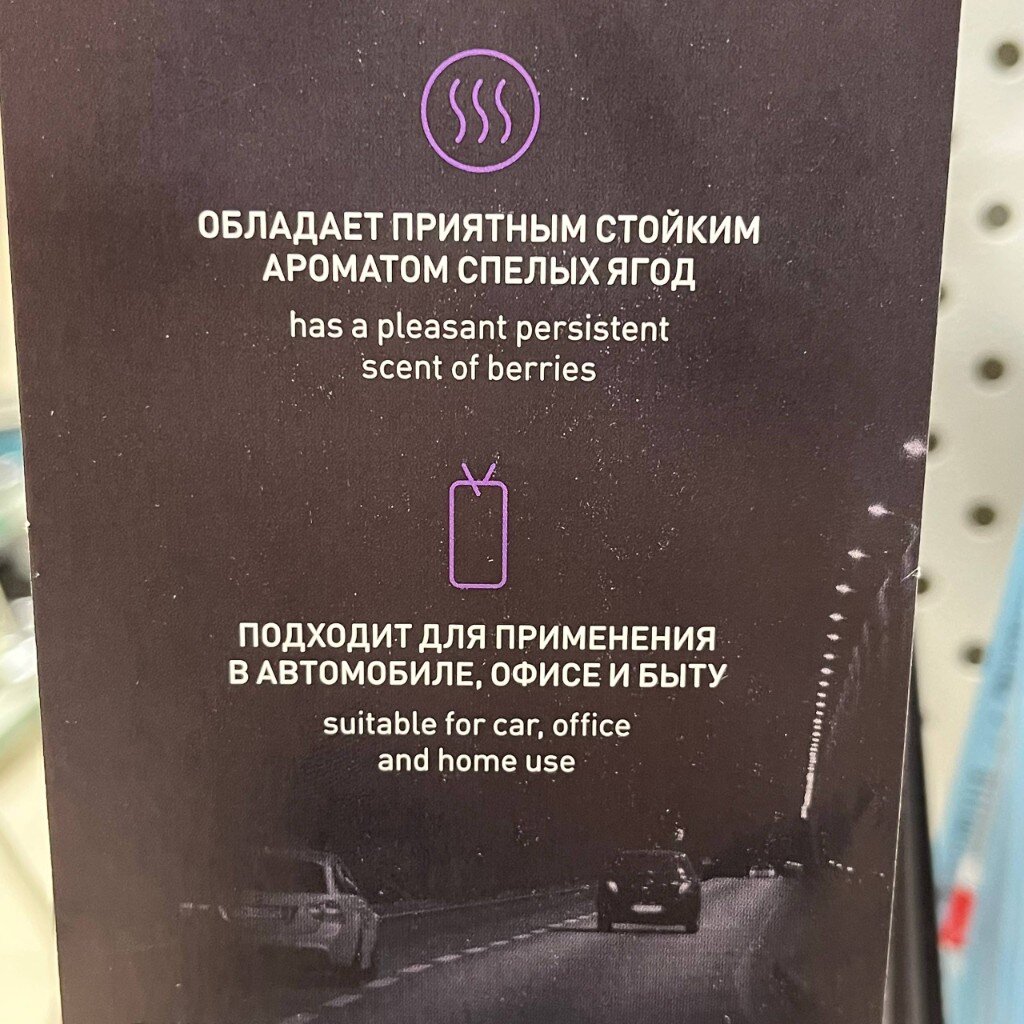 ОБЛАДАЕТ ПРИЯТНЫМ СТОЙКИМ
АРОМАТОМ СПЕЛЫХ ЯГОД
has a pleasant persistent
scent of berries
ПОДХОДИТ ДЛЯ ПРИМЕНЕНИЯ
В АВТОМОБИЛЕ, ОФИСЕ И БЫТУ
suitable for car, office
and home use